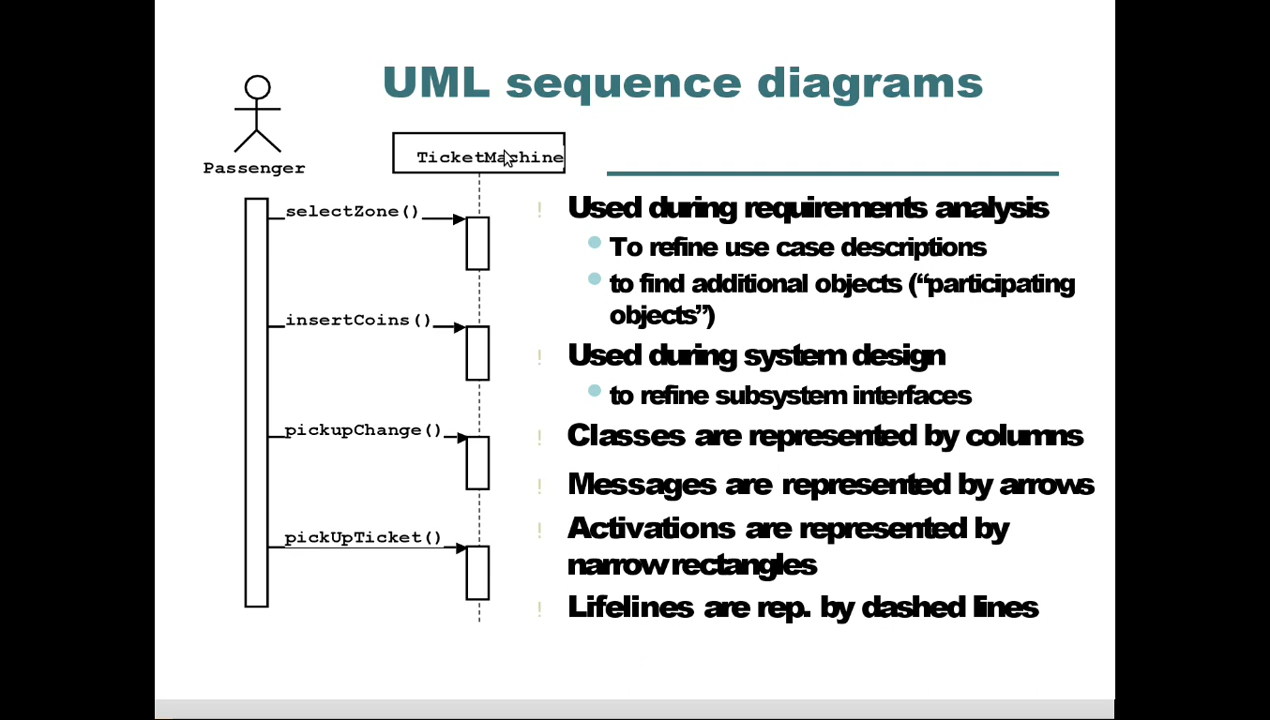 UML sequence diagrams
Passenger
TicketMachine
selectZone()
insertCoins()
pickupChange()
pickUpTicket()
! Used during requirements analysis
• To refine use case descriptions
• to find additional objects (“participating
objects”)
! Used during system design
• to refine subsystem interfaces
! Classes are represented by columns
! Messages are represented by arrows
! Activations are represented by
narrow rectangles
! Lifelines are rep. by dashed lines